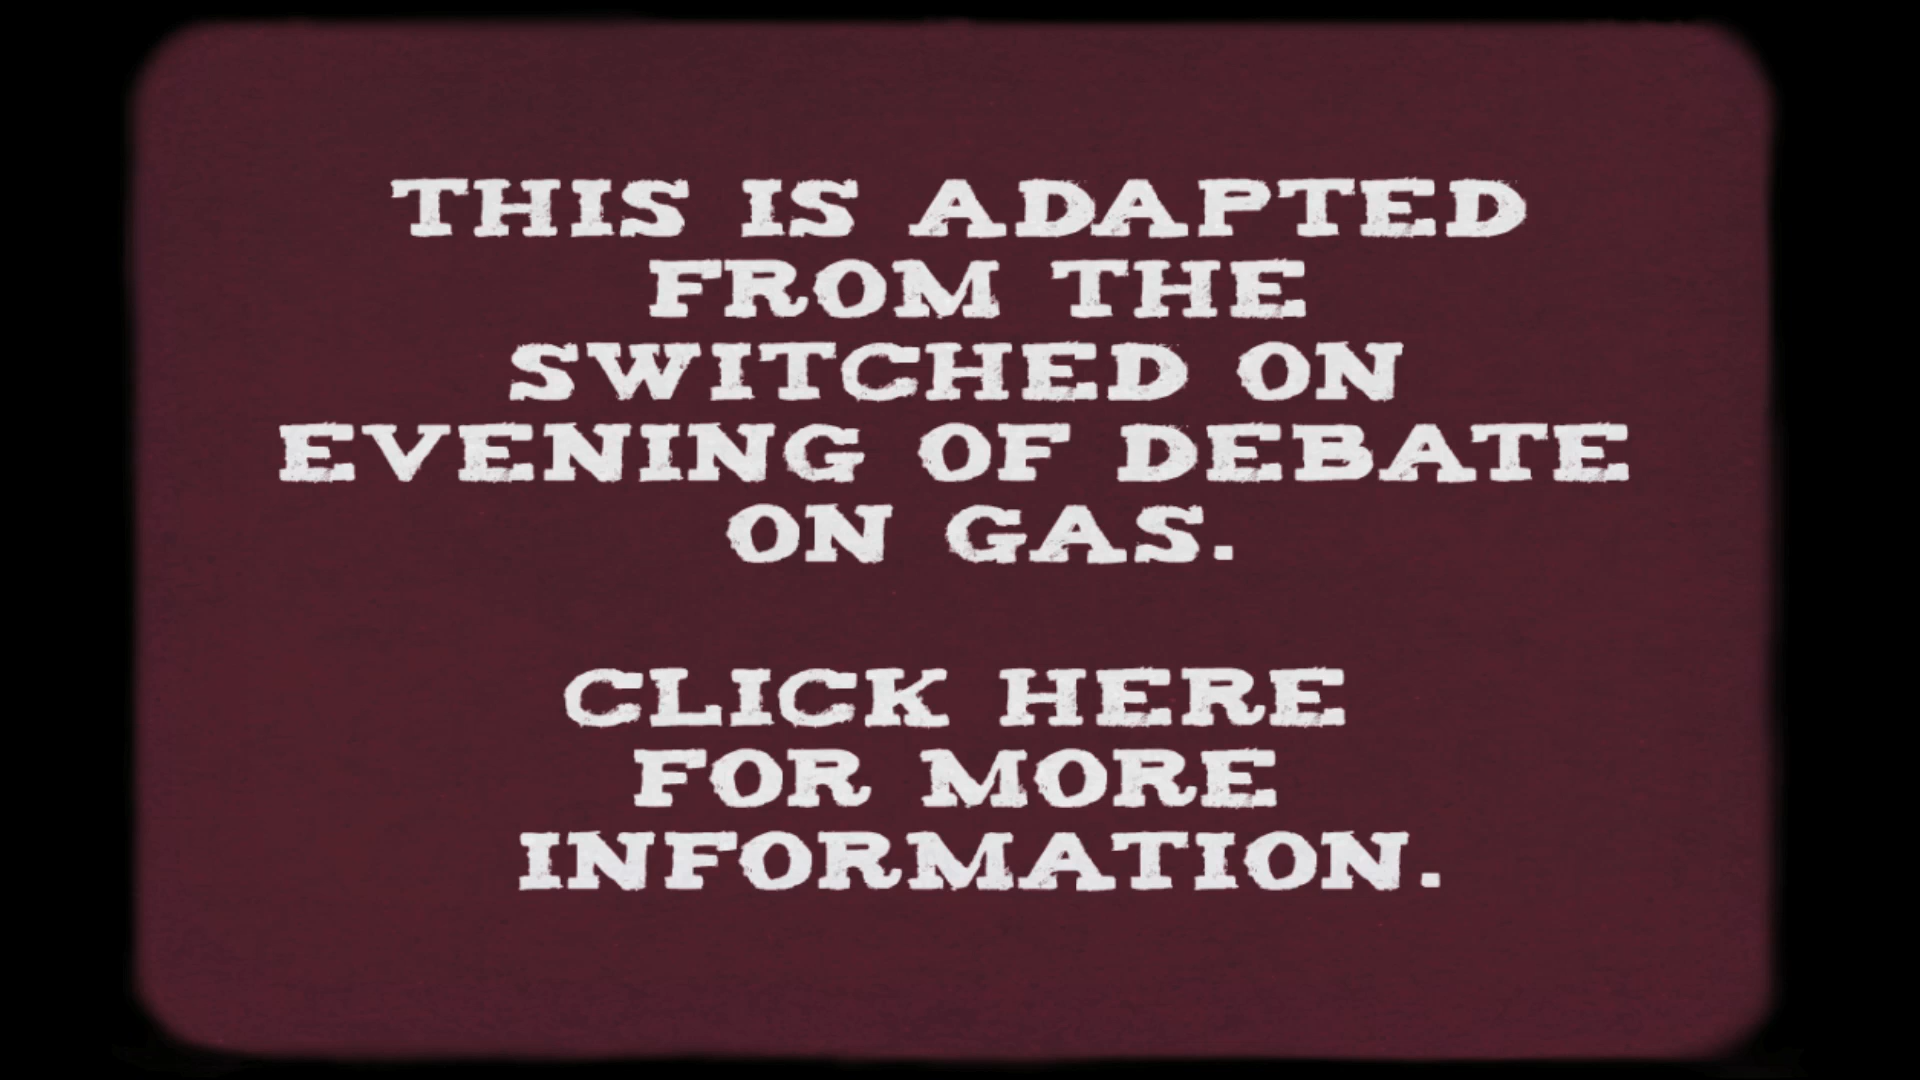 THIS IS ADAPTED
FROM THE
SWITCHED ON
EVENING OF DEBATE
ON GAS.
CLICK HERE
FOR MORE
INFORMATION.